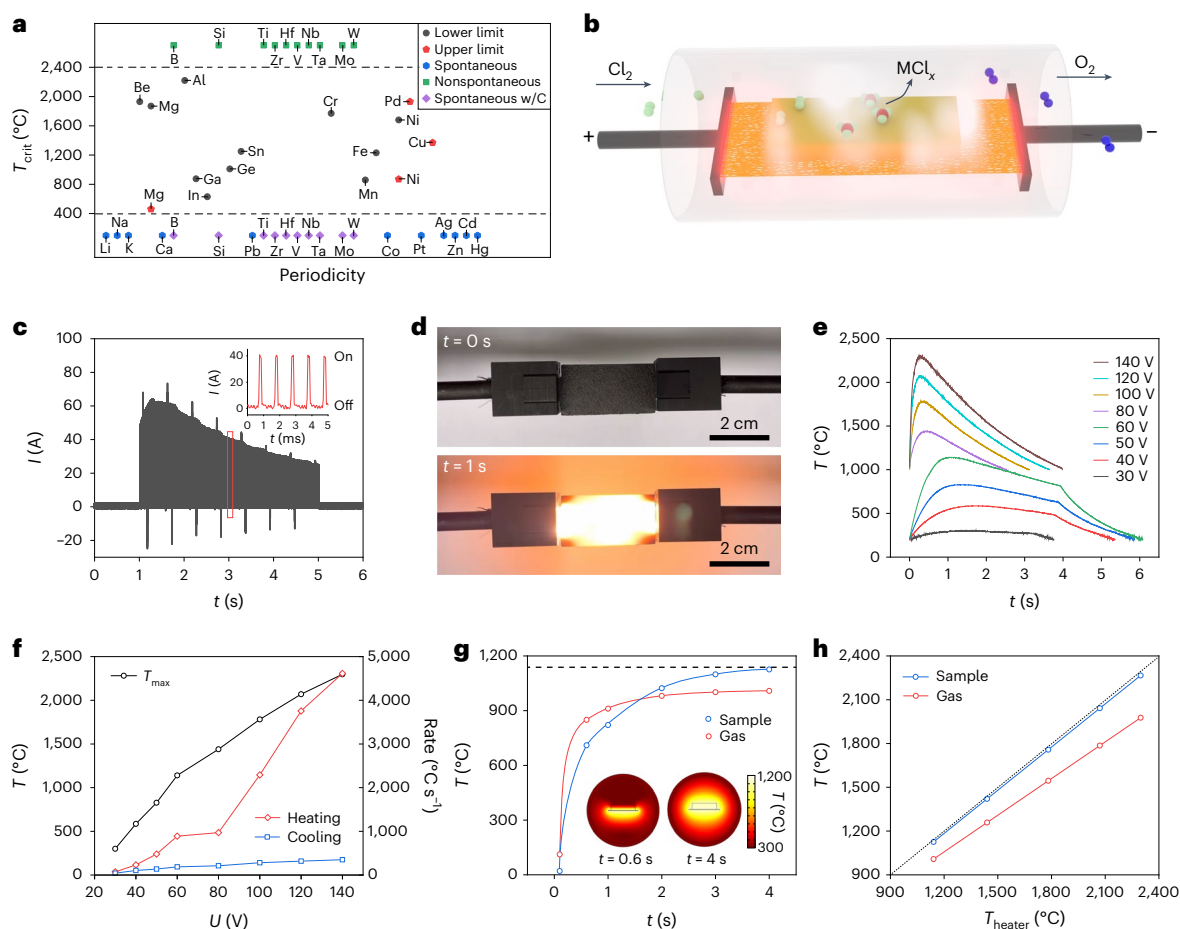 a
Si Ti Hf Nb W
B Zr V Ta Mo
Lower limit
Upper limit
Spontaneous
Nonspontaneous
Spontaneous w/C
2,400
2,000
1,600
1,200
800
400
T_crit (°C)
Be Al
Mg
Cr Pd
Ni
Cu
Sn Fe
Ga Ge
In Mn Ni
Mg
Na B Ti Hf Nb W Ag Cd
Li K Ca Si Pb Zr V Ta Mo Co Pt Zn Hg
Periodicity
b
Cl2
MCl_x
O2
+
−
c
100
80
60
40
20
0
−20
I (A)
40
20
0
I (A)
On
Off
0 1 2 3 4 5
t (ms)
0 1 2 3 4 5 6
t (s)
d
t = 0 s
2 cm
t = 1 s
2 cm
e
2,500
2,000
1,500
1,000
500
0
T (°C)
140 V
120 V
100 V
80 V
60 V
50 V
40 V
30 V
0 1 2 3 4 5 6
t (s)
f
2,500
2,000
1,500
1,000
500
0
T (°C)
T_max
Heating
Cooling
5,000
4,000
3,000
2,000
1,000
0
Rate (°C s⁻¹)
20 40 60 80 100 120 140
U (V)
g
1,200
900
600
300
0
T (°C)
Sample
Gas
1,200
T (°C)
300
t = 0.6 s
t = 4 s
0 1 2 3 4
t (s)
h
2,400
2,100
1,800
1,500
1,200
900
T (°C)
Sample
Gas
900 1,200 1,500 1,800 2,100 2,400
T_heater (°C)